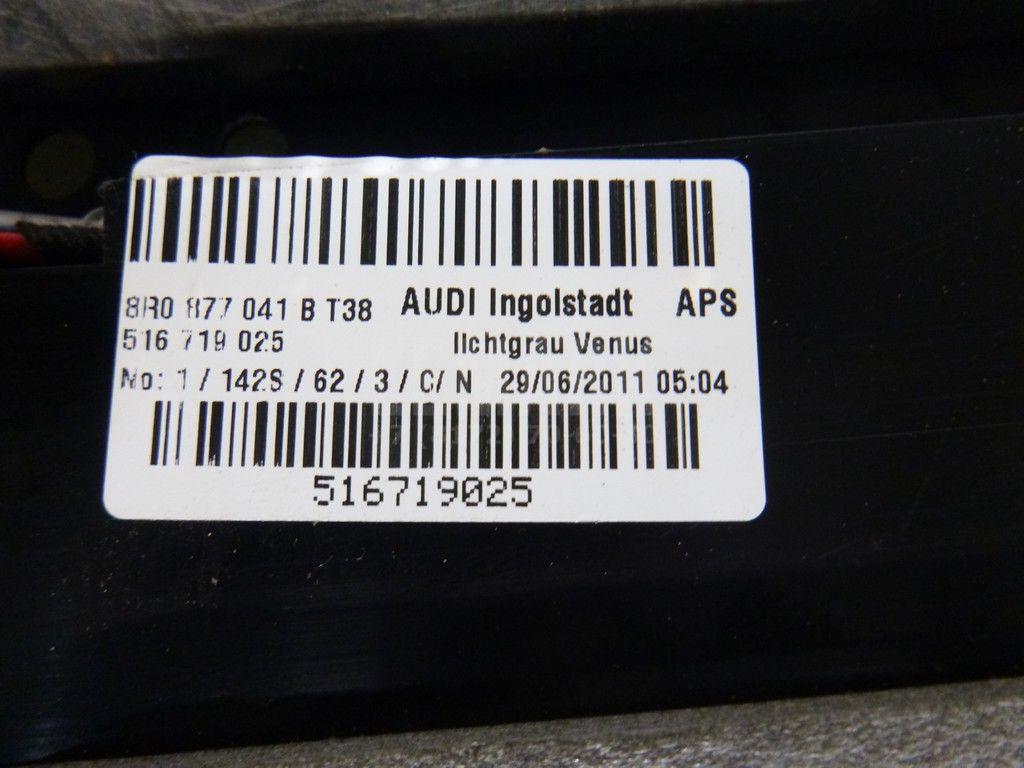 8R0 877 041 B T38 AUDI Ingolstadt APS
516 719 025 lichtgrau Venus
No: 1 / 142S / 62 / 3 / C/ N 29/06/2011 05:04
516719025